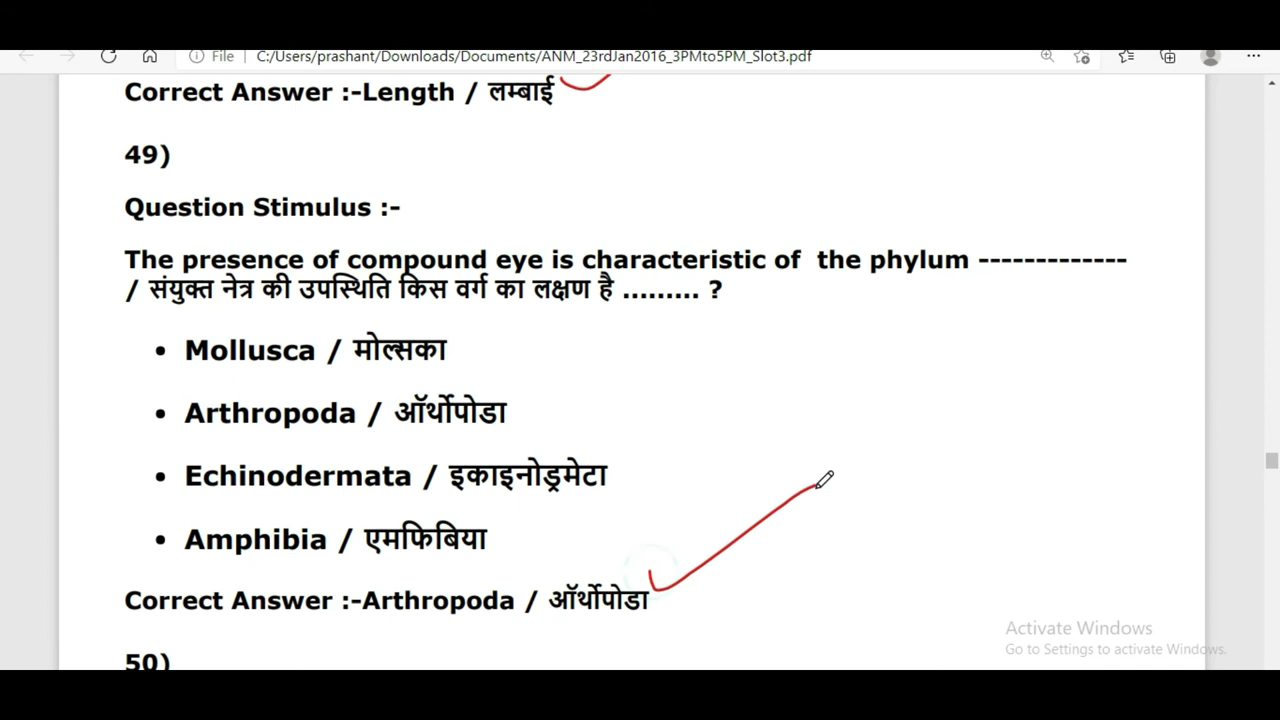 File C:/Users/prashant/Downloads/Documents/ANM_23rdJan2016_3PMto5PM_Slot3.pdf
Correct Answer :-Length / लम्बाई
49)
Question Stimulus :-
The presence of compound eye is characteristic of the phylum -------------
/ संयुक्त नेत्र की उपस्थिति किस वर्ग का लक्षण है ......... ?
• Mollusca / मोल्सका
• Arthropoda / ऑर्थोपोडा
• Echinodermata / इकाइनोड्रमेटा
• Amphibia / एमफिबिया
Correct Answer :-Arthropoda / ऑर्थोपोडा
Activate Windows
Go to Settings to activate Windows.
50)